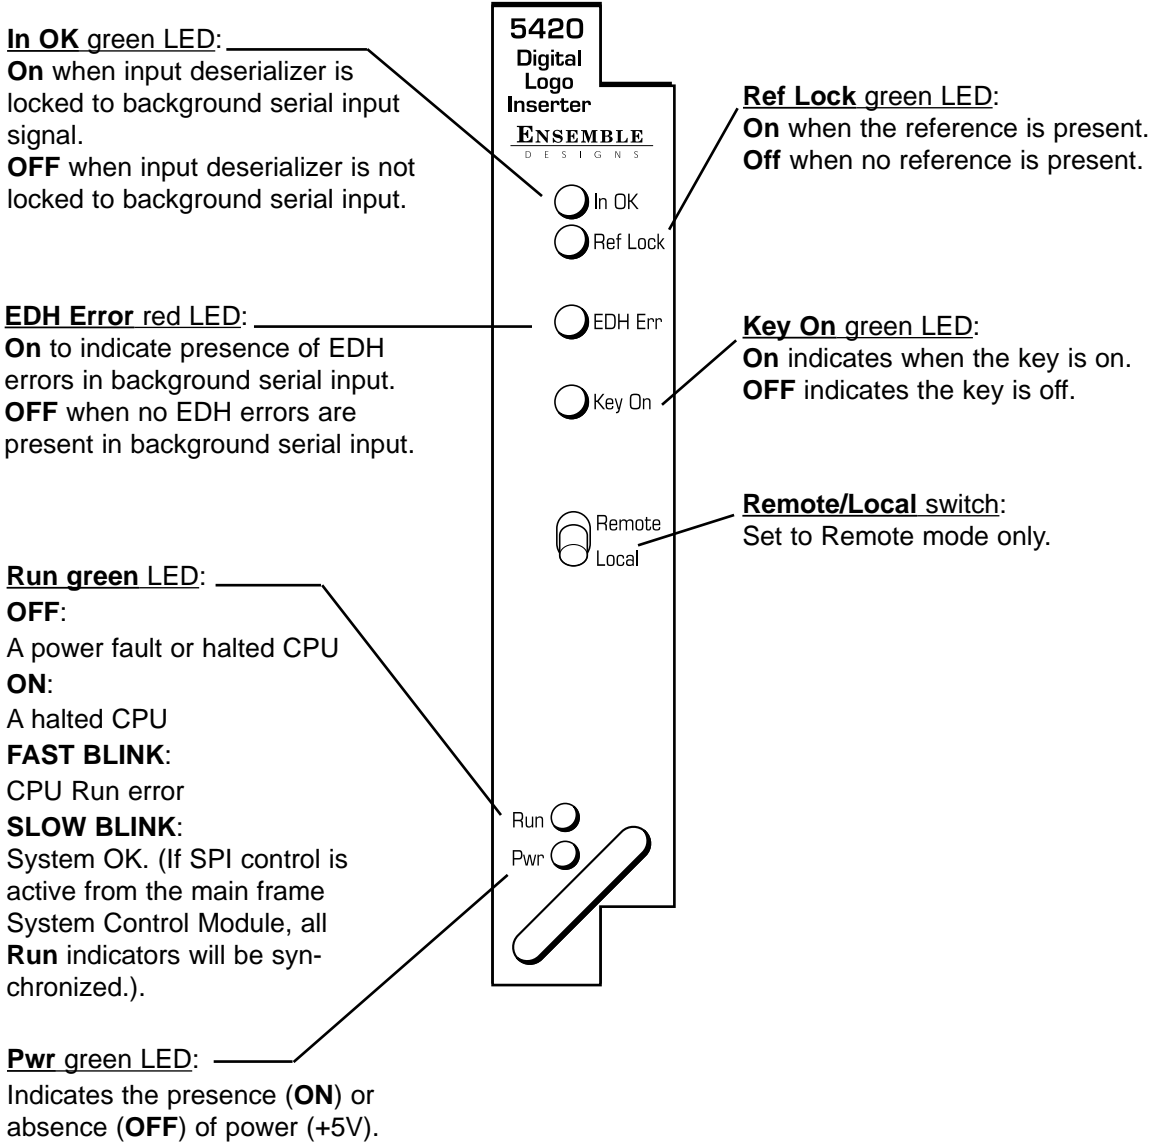 In OK green LED:
On when input deserializer is
locked to background serial input
signal.
OFF when input deserializer is not
locked to background serial input.
EDH Error red LED:
On to indicate presence of EDH
errors in background serial input.
OFF when no EDH errors are
present in background serial input.
Run green LED:
OFF:
A power fault or halted CPU
ON:
A halted CPU
FAST BLINK:
CPU Run error
SLOW BLINK:
System OK. (If SPI control is
active from the main frame
System Control Module, all
Run indicators will be syn-
chronized.).
Pwr green LED:
Indicates the presence (ON) or
absence (OFF) of power (+5V).
5420
Digital
Logo
Inserter
ENSEMBLE
DESIGNS
In OK
Ref Lock
EDH Err
Key On
Remote
Local
Run
Pwr
Ref Lock green LED:
On when the reference is present.
Off when no reference is present.
Key On green LED:
On indicates when the key is on.
OFF indicates the key is off.
Remote/Local switch:
Set to Remote mode only.